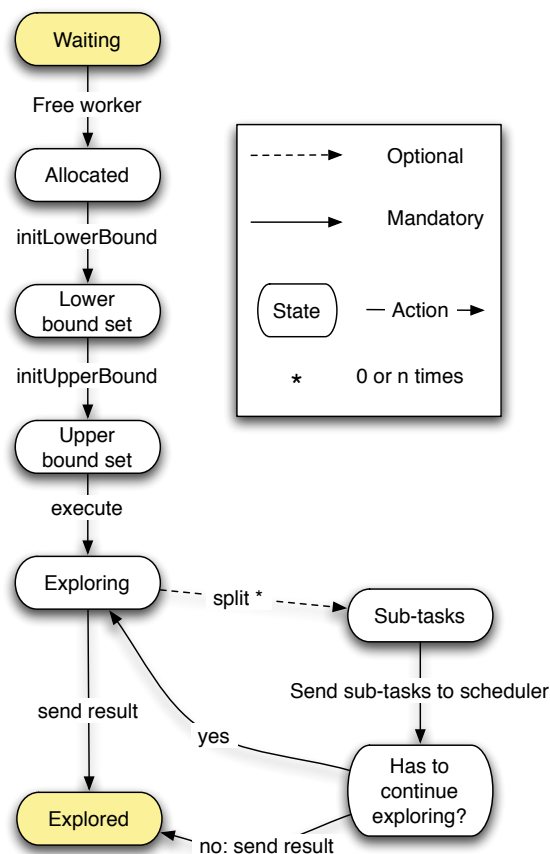 Waiting
Free worker
Allocated
initLowerBound
Lower
bound set
initUpperBound
Upper
bound set
execute
Exploring
split *
Sub-tasks
Send sub-tasks to scheduler
send result
yes
Has to
continue
exploring?
Explored
no: send result
Optional
Mandatory
State
Action
*
0 or n times